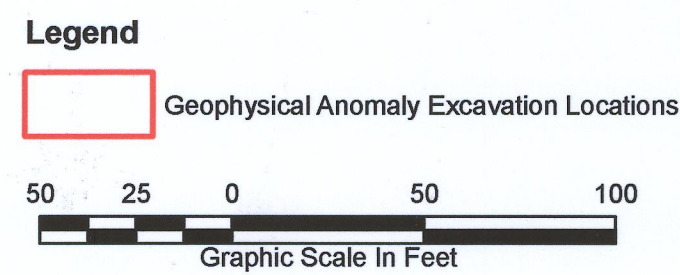 Legend
Geophysical Anomaly Excavation Locations
50 25 0 50 100
Graphic Scale In Feet